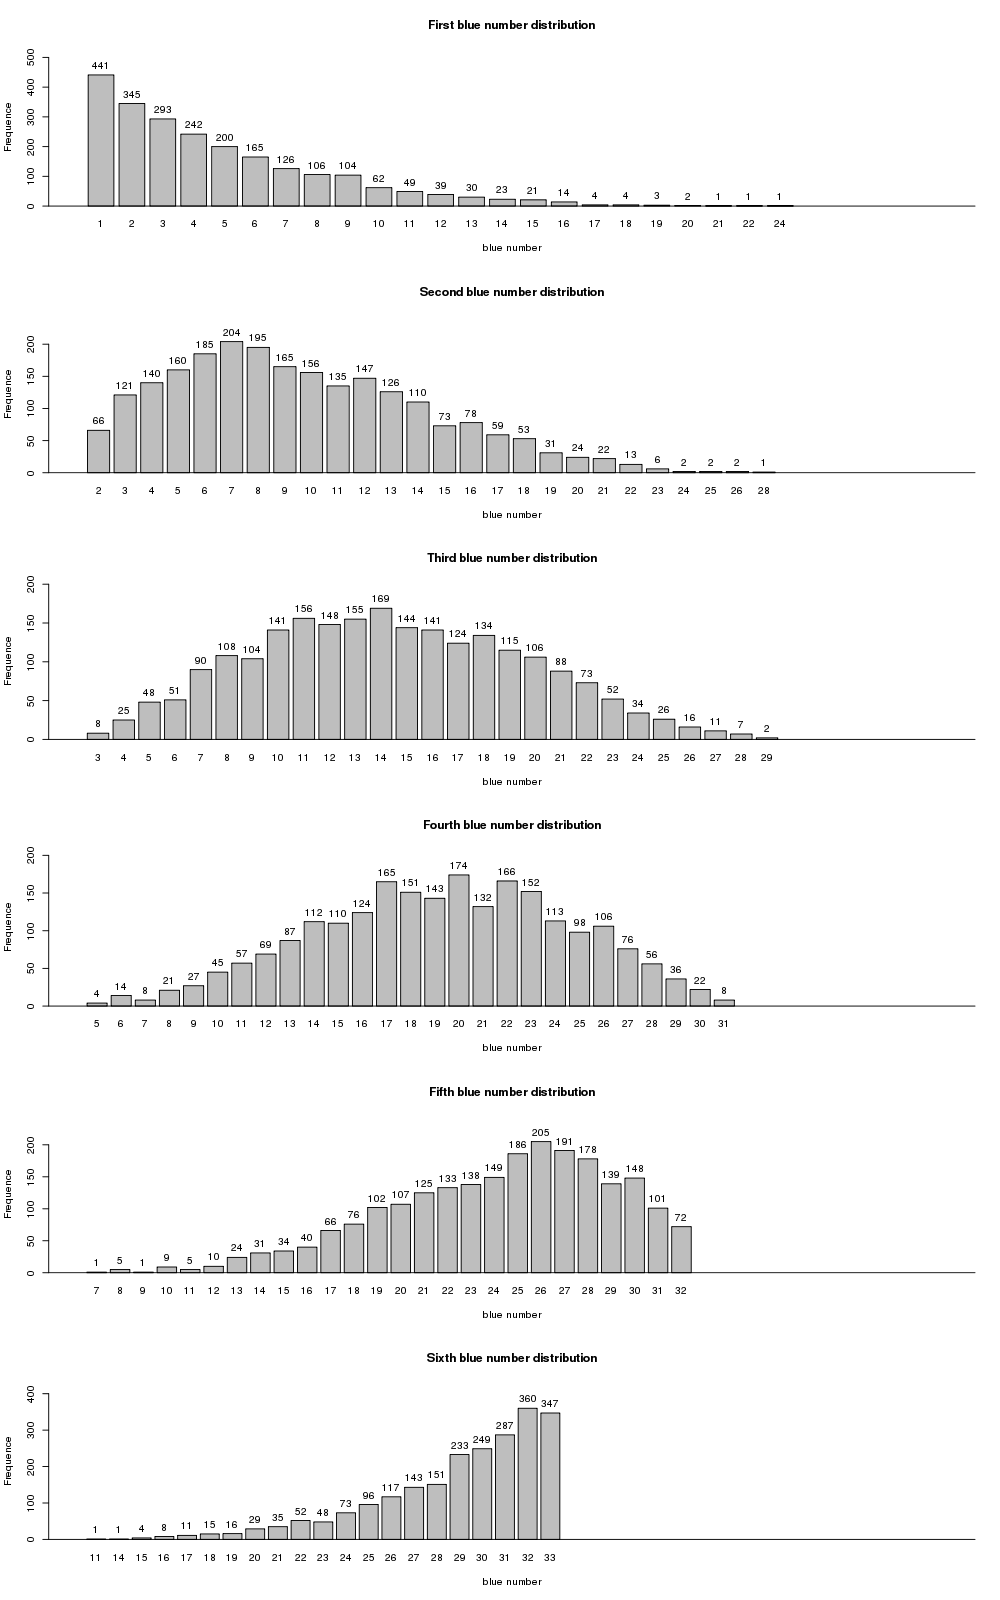 First blue number distribution
Frequence
0 100 200 300 400 500
441 345 293 242 200 165 126 106 104 62 49 39 30 23 21 14 4 4 3 2 1 1 1
1 2 3 4 5 6 7 8 9 10 11 12 13 14 15 16 17 18 19 20 21 22 24
blue number
Second blue number distribution
Frequence
0 50 100 150 200
66 121 140 160 185 204 195 165 156 135 147 126 110 73 78 59 53 31 24 22 13 6 2 2 2 1
2 3 4 5 6 7 8 9 10 11 12 13 14 15 16 17 18 19 20 21 22 23 24 25 26 28
blue number
Third blue number distribution
Frequence
0 50 100 150 200
8 25 48 51 90 108 104 141 156 148 155 169 144 141 124 134 115 106 88 73 52 34 26 16 11 7 2
3 4 5 6 7 8 9 10 11 12 13 14 15 16 17 18 19 20 21 22 23 24 25 26 27 28 29
blue number
Fourth blue number distribution
Frequence
0 50 100 150 200
4 14 8 21 27 45 57 69 87 112 110 124 165 151 143 174 132 166 152 113 98 106 76 56 36 22 8
5 6 7 8 9 10 11 12 13 14 15 16 17 18 19 20 21 22 23 24 25 26 27 28 29 30 31
blue number
Fifth blue number distribution
Frequence
0 50 100 150 200
1 5 1 9 5 10 24 31 34 40 66 76 102 107 125 133 138 149 186 205 191 178 139 148 101 72
7 8 9 10 11 12 13 14 15 16 17 18 19 20 21 22 23 24 25 26 27 28 29 30 31 32
blue number
Sixth blue number distribution
Frequence
0 100 200 300 400
1 1 4 8 11 15 16 29 35 52 48 73 96 117 143 151 233 249 287 360 347
11 14 15 16 17 18 19 20 21 22 23 24 25 26 27 28 29 30 31 32 33
blue number